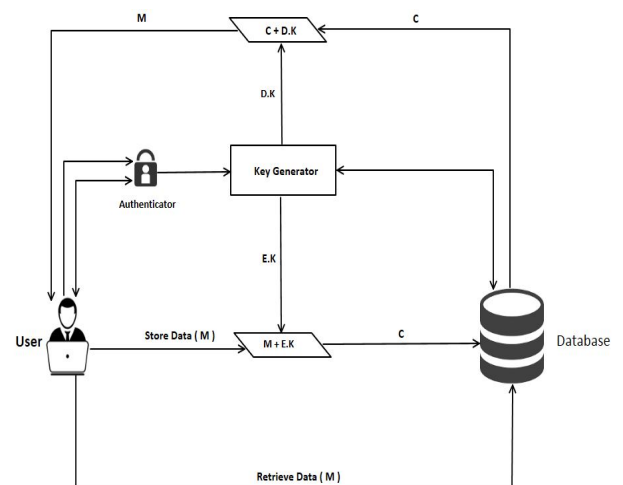 M
C
C + D.K
D.K
Key Generator
Authenticator
E.K
User
Store Data ( M )
M + E.K
C
Database
Retrieve Data ( M )